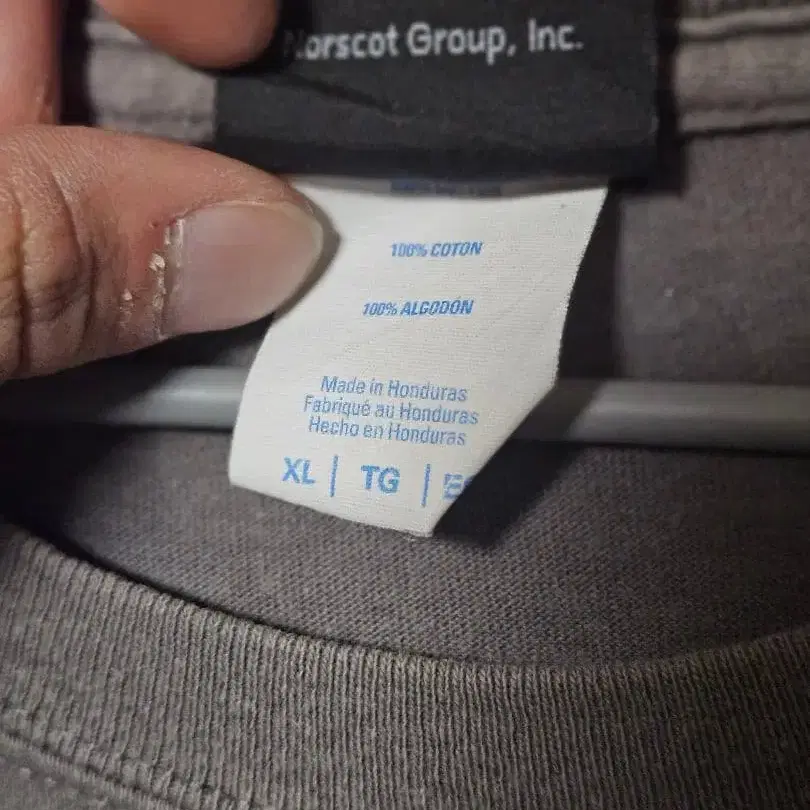 Norscot Group, Inc.
100% COTON
100% ALGODÓN
Made in Honduras
Fabriqué au Honduras
Hecho en Honduras
XL | TG |